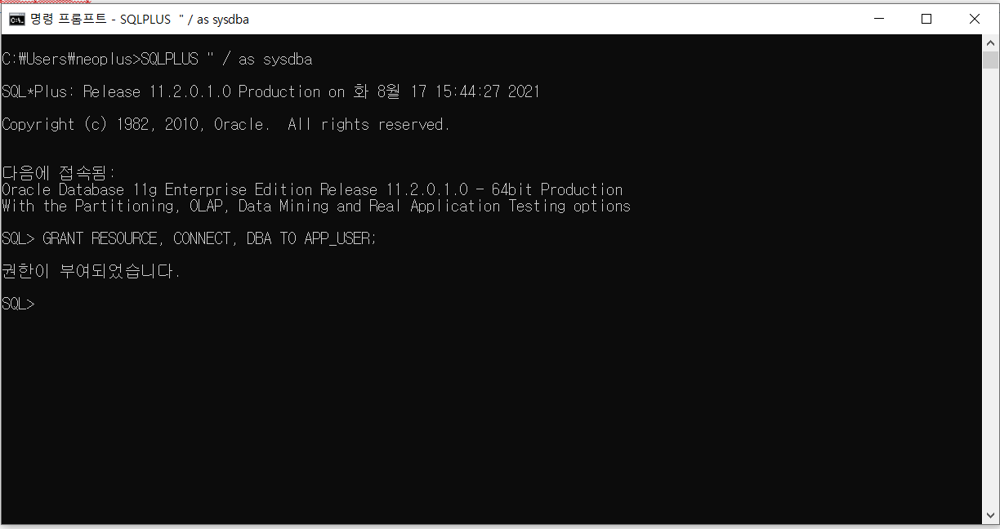 명령 프롬프트 - SQLPLUS " / as sysdba
C:\Users\neoplus>SQLPLUS " / as sysdba
SQL*Plus: Release 11.2.0.1.0 Production on 화 8월 17 15:44:27 2021
Copyright (c) 1982, 2010, Oracle.  All rights reserved.
다음에 접속됨:
Oracle Database 11g Enterprise Edition Release 11.2.0.1.0 - 64bit Production
With the Partitioning, OLAP, Data Mining and Real Application Testing options
SQL> GRANT RESOURCE, CONNECT, DBA TO APP_USER;
권한이 부여되었습니다.
SQL>